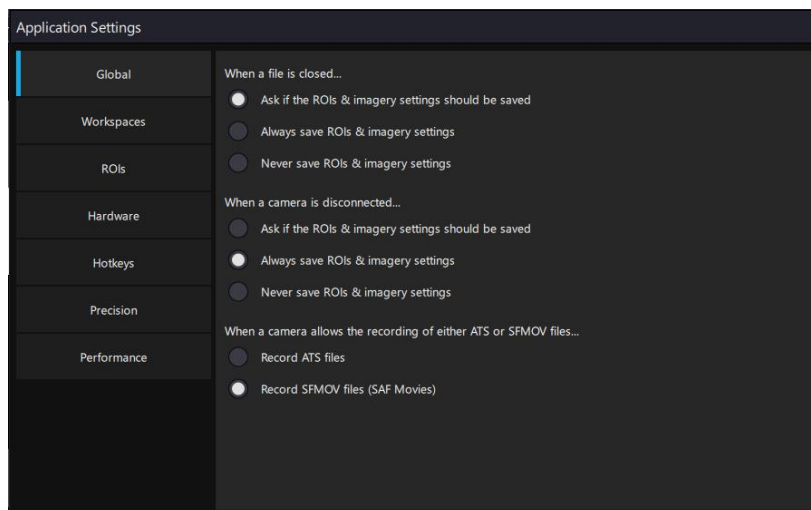 Application Settings
Global
Workspaces
ROIs
Hardware
Hotkeys
Precision
Performance
When a file is closed...
Ask if the ROIs & imagery settings should be saved
Always save ROIs & imagery settings
Never save ROIs & imagery settings
When a camera is disconnected...
Ask if the ROIs & imagery settings should be saved
Always save ROIs & imagery settings
Never save ROIs & imagery settings
When a camera allows the recording of either ATS or SFMOV files...
Record ATS files
Record SFMOV files (SAF Movies)